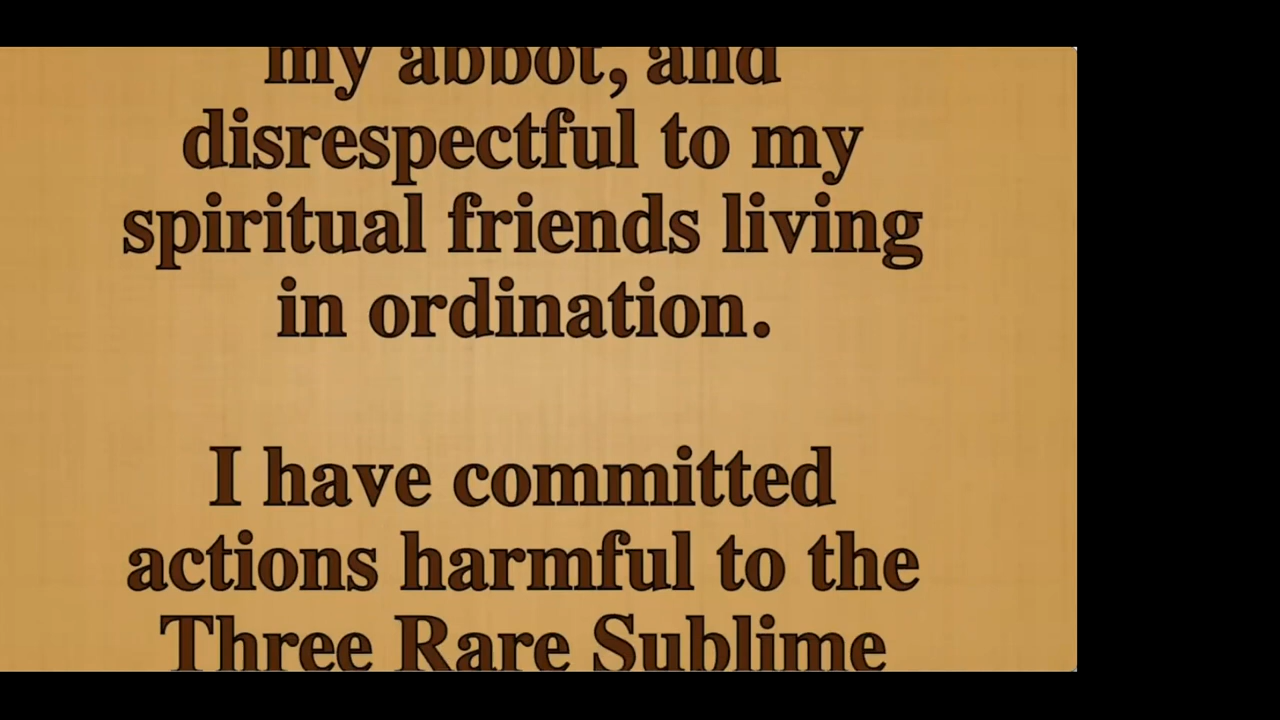 my abbot, and
disrespectful to my
spiritual friends living
in ordination.
I have committed
actions harmful to the
Three Rare Sublime